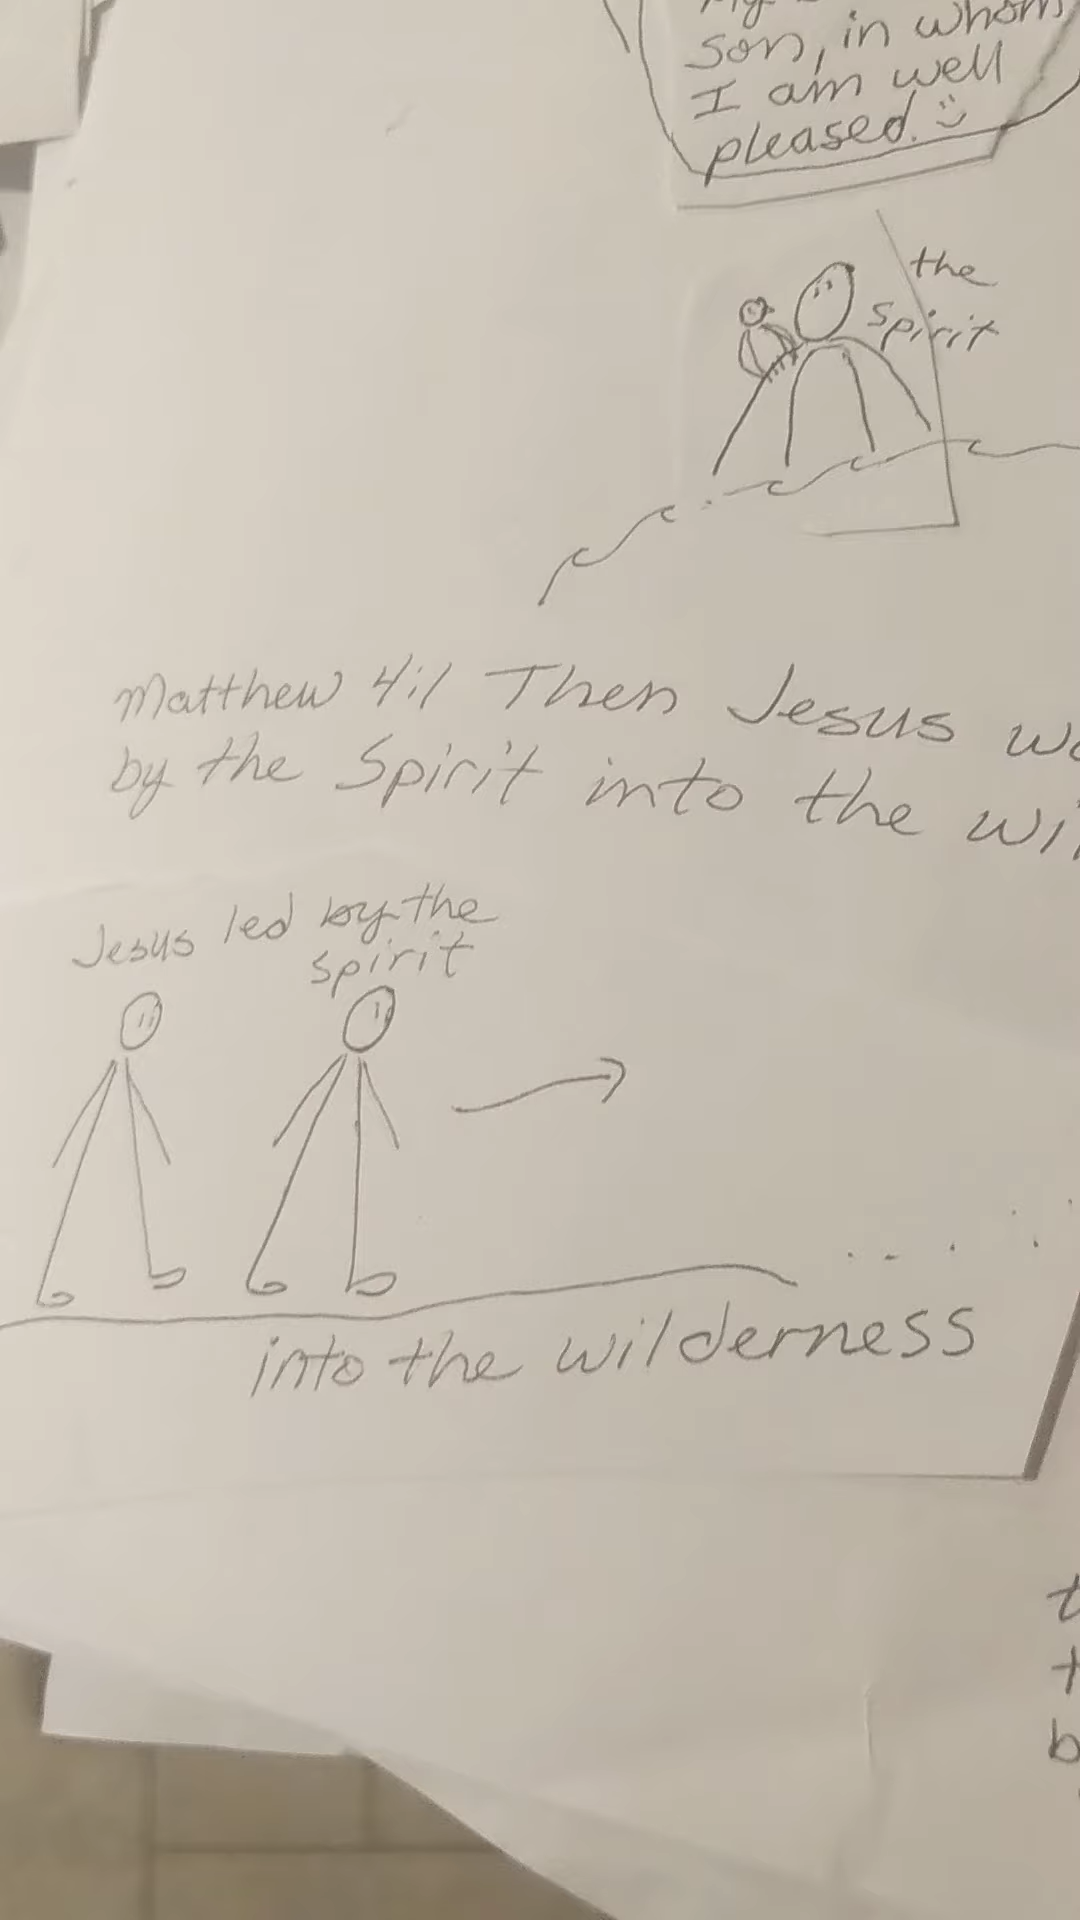 son, in whom
I am well
pleased.
the
spirit
Matthew 4:1 Then Jesus
by the Spirit into the
Jesus led by the
spirit
into the wilderness